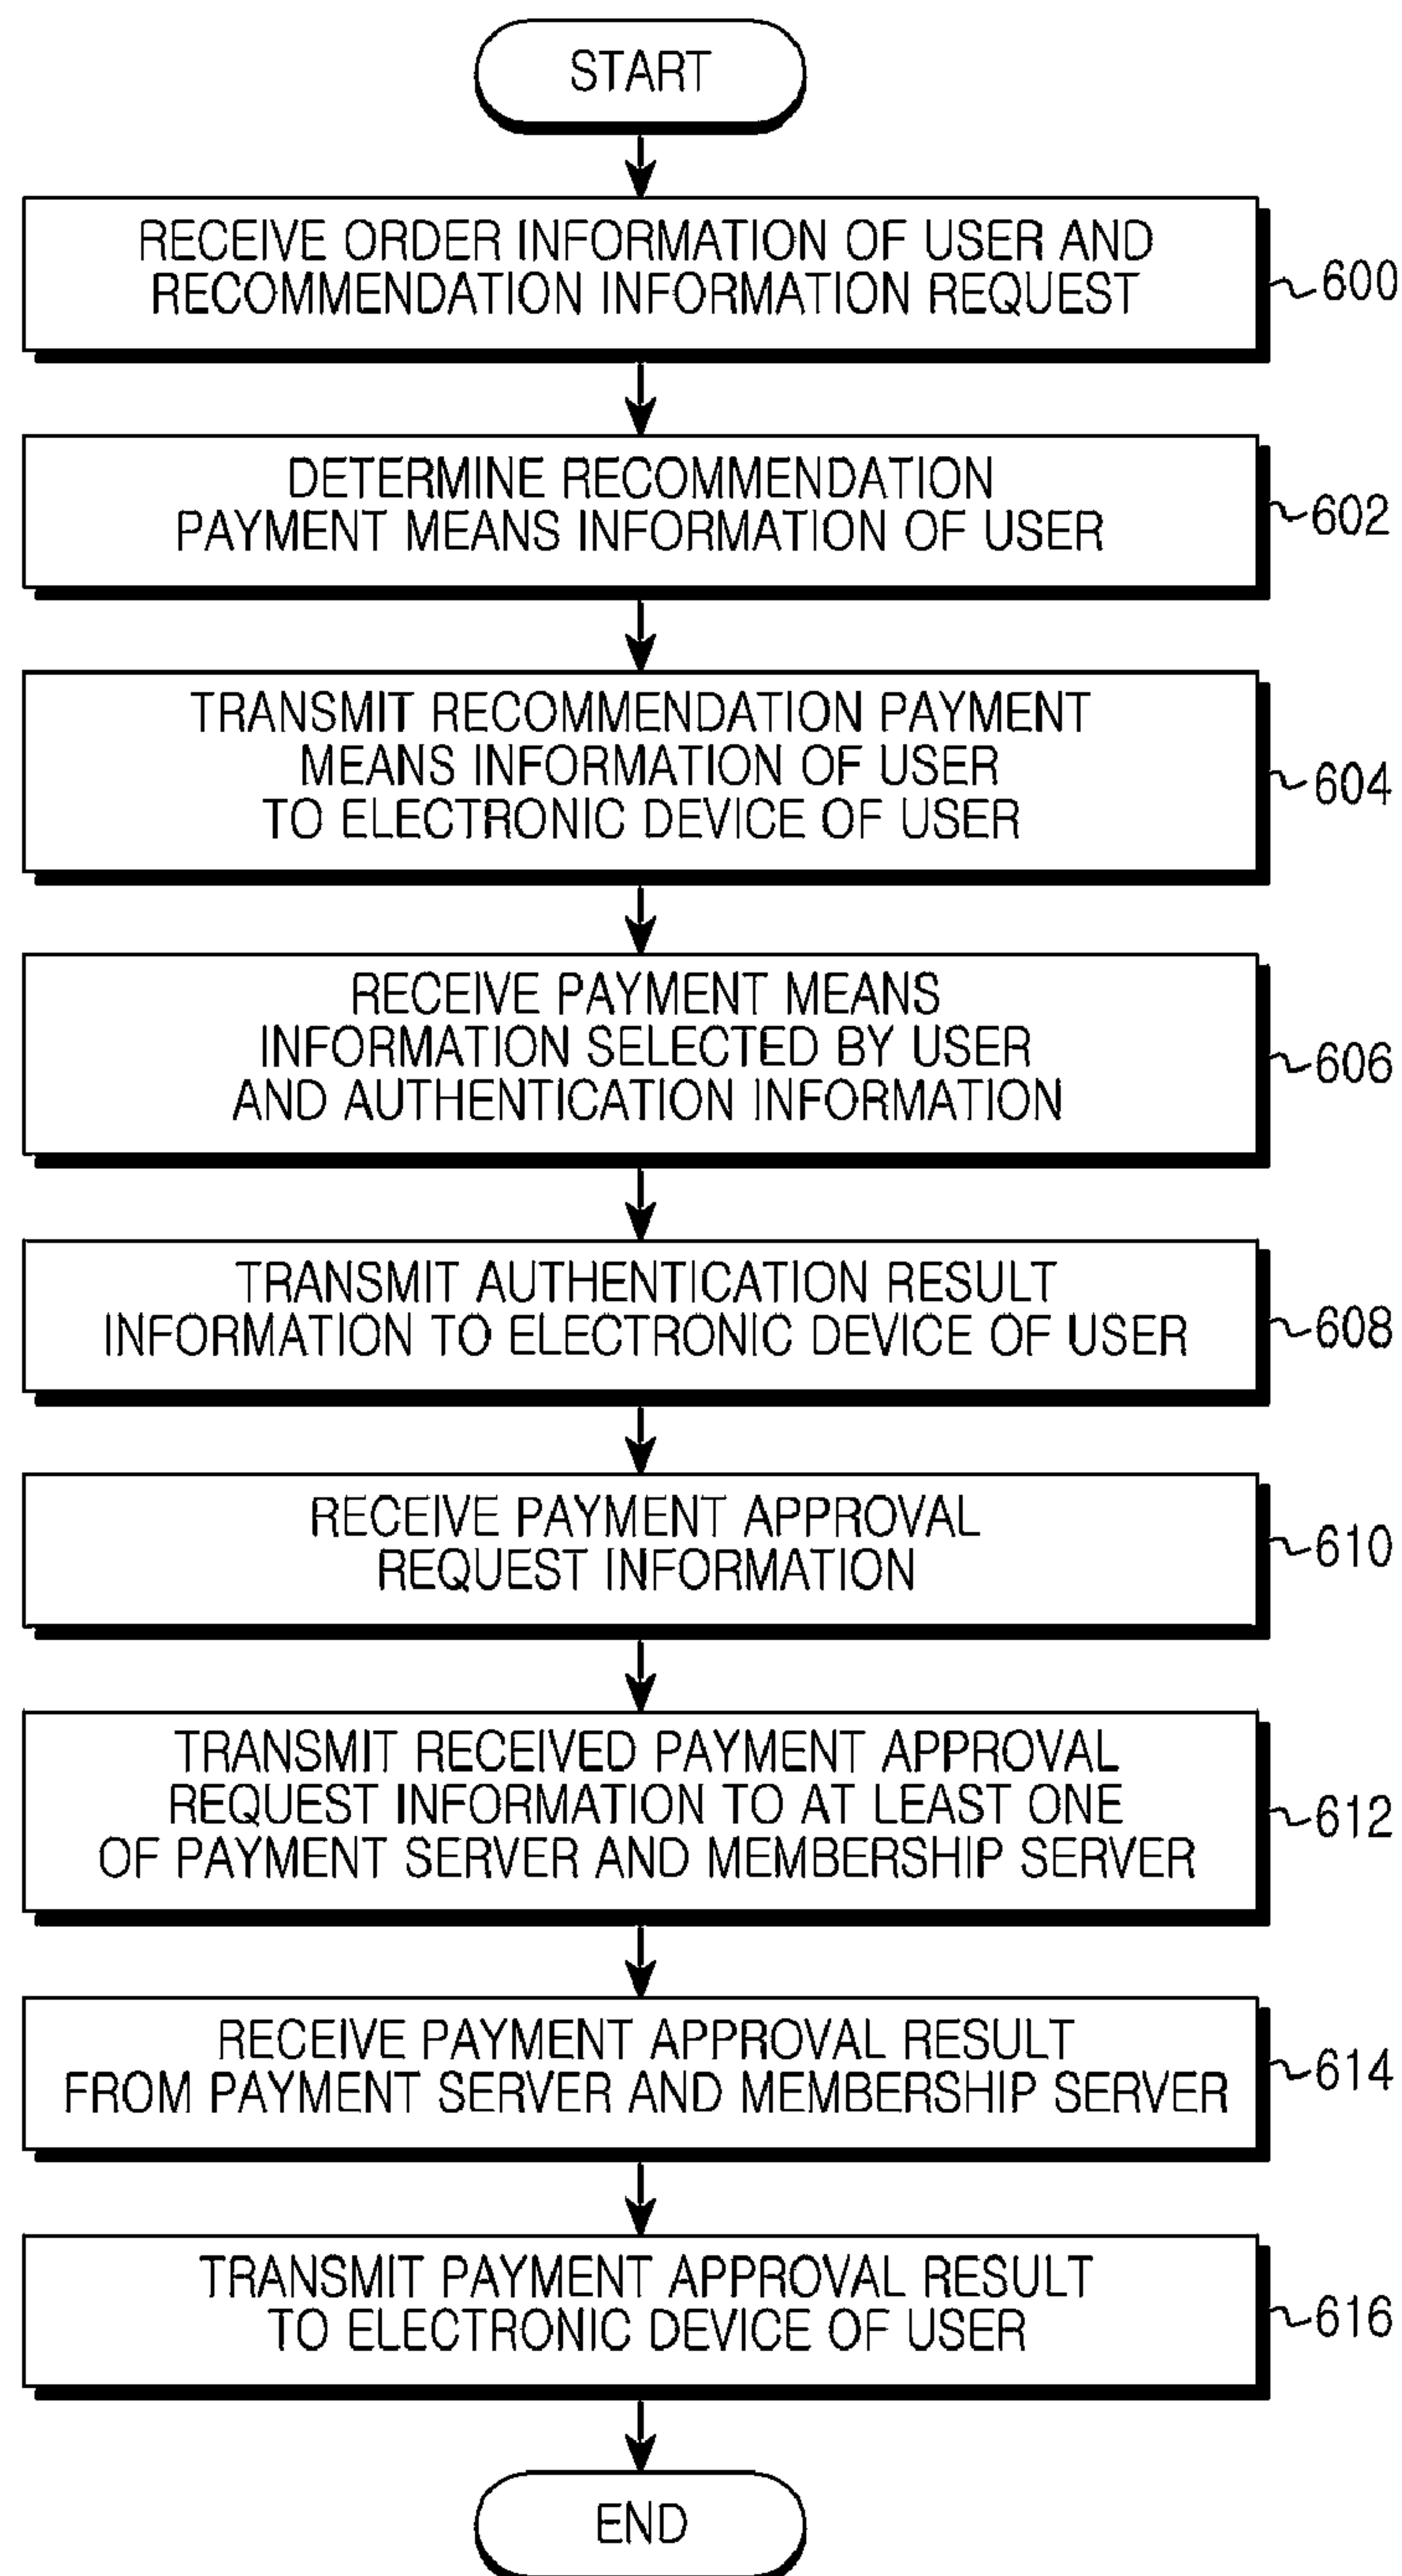 START
RECEIVE ORDER INFORMATION OF USER AND
RECOMMENDATION INFORMATION REQUEST
600
DETERMINE RECOMMENDATION
PAYMENT MEANS INFORMATION OF USER
602
TRANSMIT RECOMMENDATION PAYMENT
MEANS INFORMATION OF USER
TO ELECTRONIC DEVICE OF USER
604
RECEIVE PAYMENT MEANS
INFORMATION SELECTED BY USER
AND AUTHENTICATION INFORMATION
606
TRANSMIT AUTHENTICATION RESULT
INFORMATION TO ELECTRONIC DEVICE OF USER
608
RECEIVE PAYMENT APPROVAL
REQUEST INFORMATION
610
TRANSMIT RECEIVED PAYMENT APPROVAL
REQUEST INFORMATION TO AT LEAST ONE
OF PAYMENT SERVER AND MEMBERSHIP SERVER
612
RECEIVE PAYMENT APPROVAL RESULT
FROM PAYMENT SERVER AND MEMBERSHIP SERVER
614
TRANSMIT PAYMENT APPROVAL RESULT
TO ELECTRONIC DEVICE OF USER
616
END